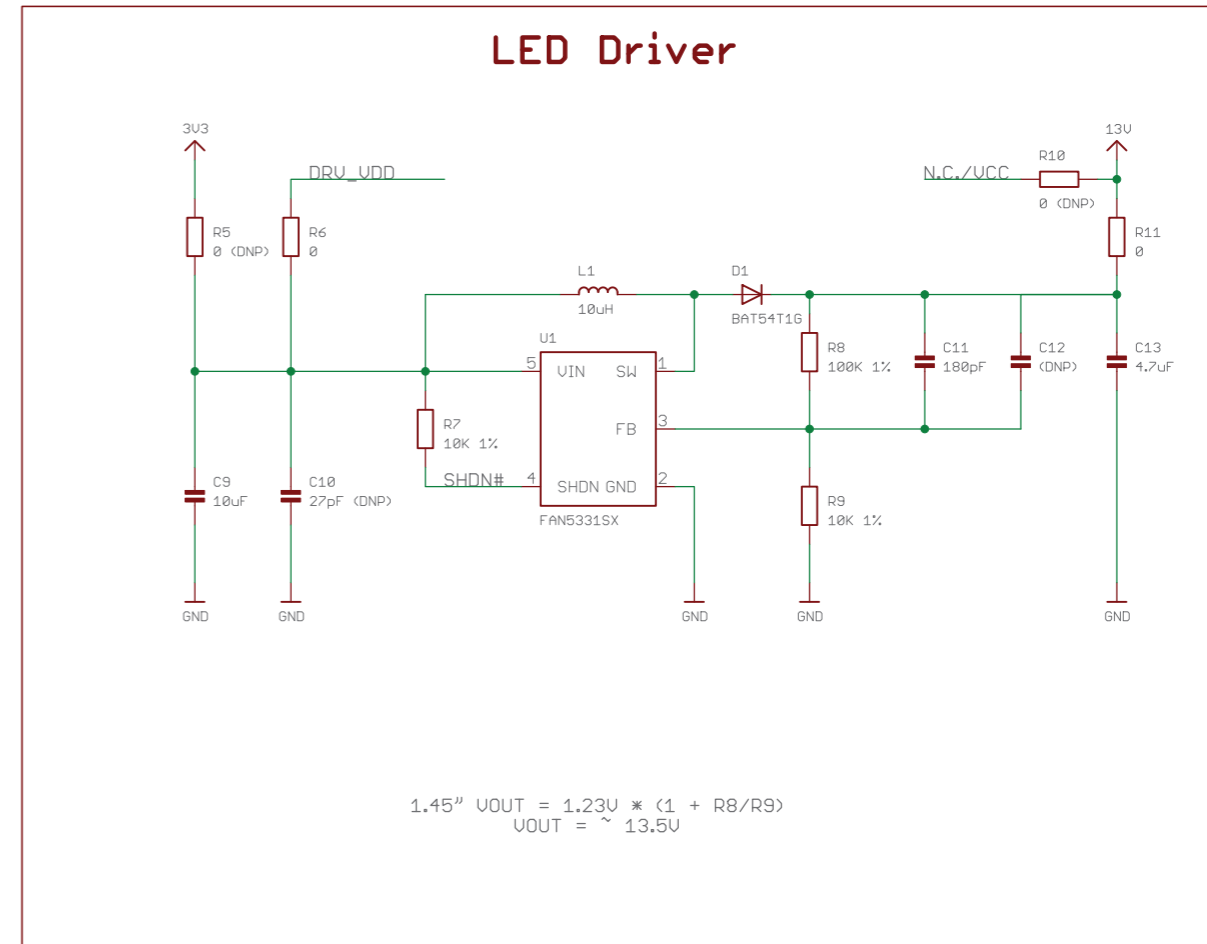 LED Driver
3V3
13V
DRV_VDD
N.C./VCC
R10
0 (DNP)
R5
0 (DNP)
R6
0
R11
0
L1
10uH
D1
BAT54T1G
U1
5 VIN SW 1
FB 3
4 SHDN GND 2
FAN5331SX
R8
100K 1%
C11
180pF
C12
(DNP)
C13
4.7uF
R7
10K 1%
SHDN#
C9
10uF
C10
27pF (DNP)
R9
10K 1%
GND
GND
GND
GND
GND
1.45" VOUT = 1.23V * (1 + R8/R9)
VOUT = ~ 13.5V